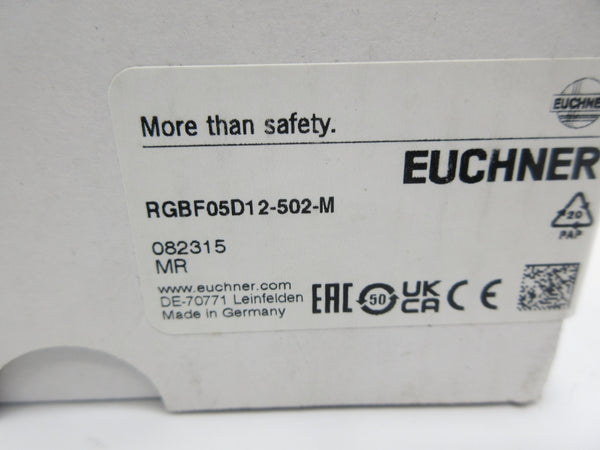 EUCHNER
More than safety.
EUCHNER
RGBF05D12-502-M
20
PAP
082315
MR
www.euchner.com
DE-70771 Leinfelden
Made in Germany
EAC 50 UK CA CE